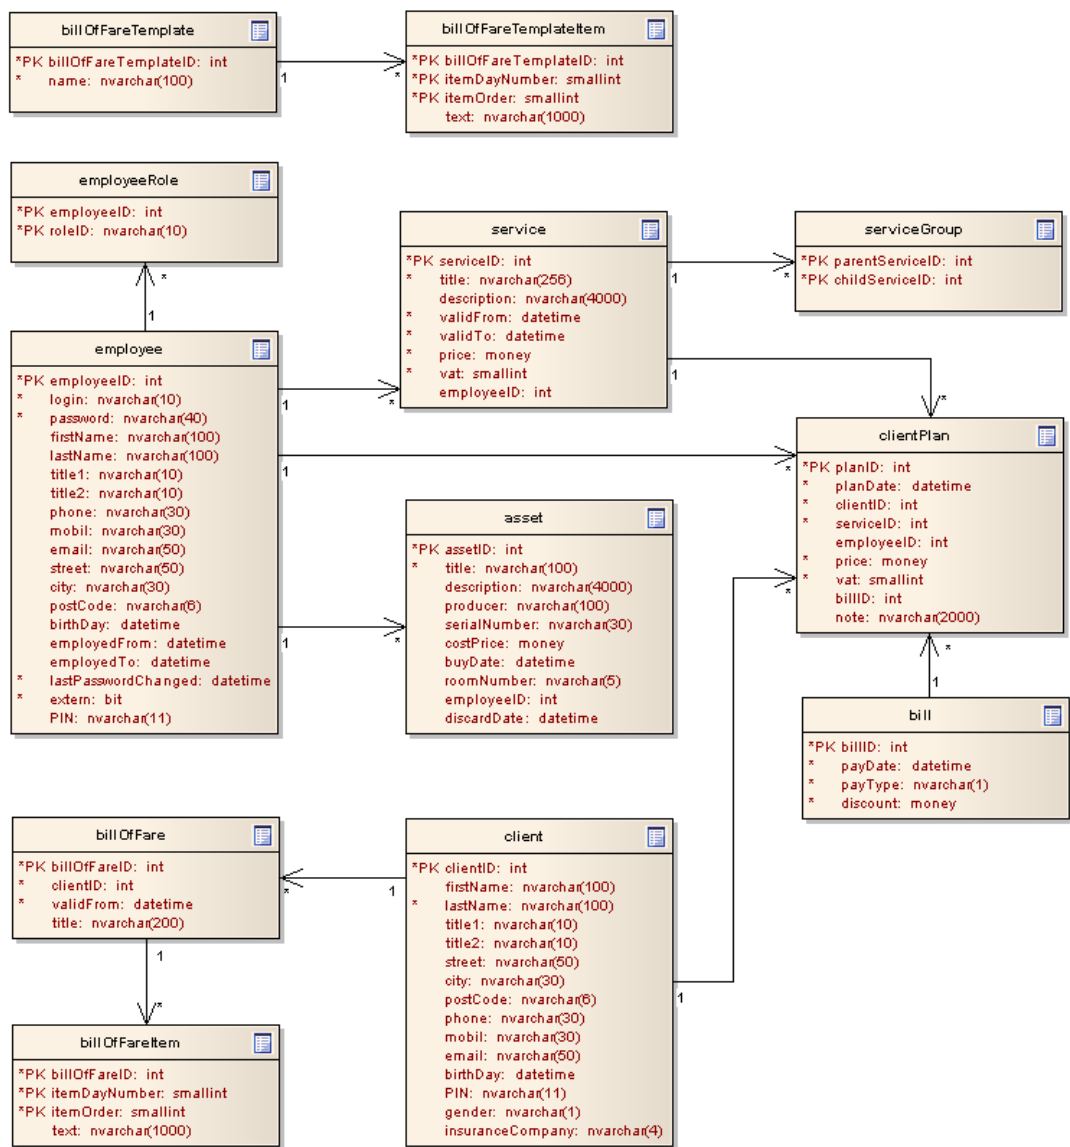 billOfFareTemplate
*PK billOfFareTemplateID: int
* name: nvarchar(100)
1
*
billOfFareTemplateItem
*PK billOfFareTemplateID: int
*PK itemDayNumber: smallint
*PK itemOrder: smallint
text: nvarchar(1000)
employeeRole
*PK employeeID: int
*PK roleID: nvarchar(10)
*
1
service
*PK serviceID: int
* title: nvarchar(256)
description: nvarchar(4000)
* validFrom: datetime
* validTo: datetime
* price: money
* vat: smallint
employeeID: int
1
*
1
*
serviceGroup
*PK parentServiceID: int
*PK childServiceID: int
employee
*PK employeeID: int
* login: nvarchar(10)
* password: nvarchar(40)
firstName: nvarchar(100)
lastName: nvarchar(100)
title1: nvarchar(10)
title2: nvarchar(10)
phone: nvarchar(30)
mobil: nvarchar(30)
email: nvarchar(50)
street: nvarchar(50)
city: nvarchar(30)
postCode: nvarchar(6)
birthDay: datetime
employedFrom: datetime
employedTo: datetime
* lastPasswordChanged: datetime
* extern: bit
PIN: nvarchar(11)
1
*
1
*
1
*
clientPlan
*PK planID: int
* planDate: datetime
* clientID: int
* serviceID: int
employeeID: int
* price: money
* vat: smallint
billID: int
note: nvarchar(2000)
asset
*PK assetID: int
* title: nvarchar(100)
description: nvarchar(4000)
producer: nvarchar(100)
serialNumber: nvarchar(30)
costPrice: money
buyDate: datetime
roomNumber: nvarchar(5)
employeeID: int
discardDate: datetime
*
*
1
bill
*PK billID: int
* payDate: datetime
* payType: nvarchar(1)
* discount: money
billOfFare
*PK billOfFareID: int
* clientID: int
* validFrom: datetime
title: nvarchar(200)
*
1
1
*
client
*PK clientID: int
firstName: nvarchar(100)
* lastName: nvarchar(100)
title1: nvarchar(10)
title2: nvarchar(10)
street: nvarchar(50)
city: nvarchar(30)
postCode: nvarchar(6)
phone: nvarchar(30)
mobil: nvarchar(30)
email: nvarchar(50)
birthDay: datetime
PIN: nvarchar(11)
gender: nvarchar(1)
insuranceCompany: nvarchar(4)
1
billOfFareItem
*PK billOfFareID: int
*PK itemDayNumber: smallint
*PK itemOrder: smallint
text: nvarchar(1000)